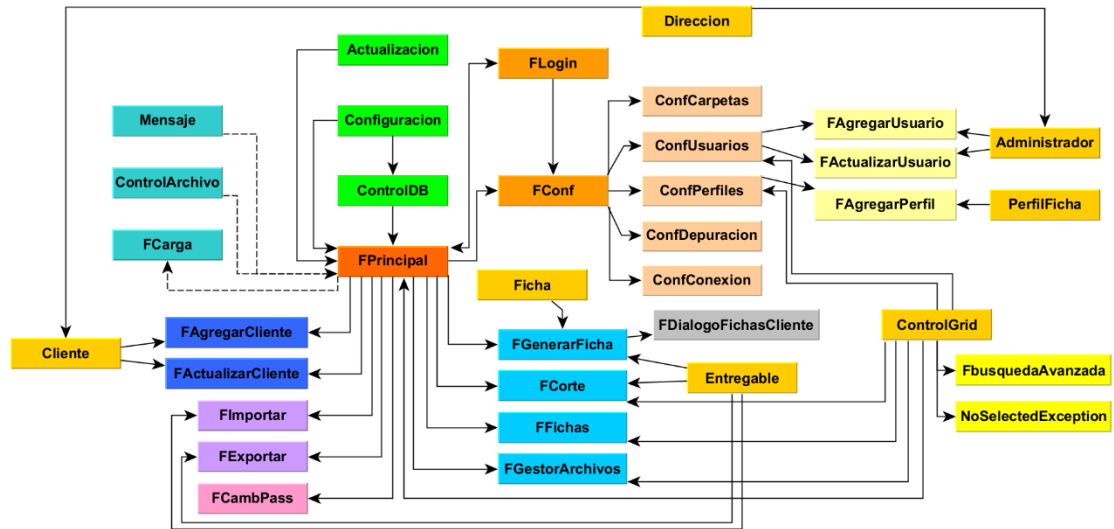 Direccion
Actualizacion
FLogin
ConfCarpetas
Mensaje
Configuracion
FAgregarUsuario
ConfUsuarios
Administrador
FActualizarUsuario
ControlArchivo
ControlDB
FConf
ConfPerfiles
FAgregarPerfil
PerfilFicha
ConfDepuracion
FCarga
FPrincipal
ConfConexion
Ficha
FAgregarCliente
FDialogoFichasCliente
ControlGrid
Cliente
FGenerarFicha
FActualizarCliente
Entregable
FbusquedaAvanzada
FCorte
FImportar
NoSelectedException
FFichas
FExportar
FGestorArchivos
FCambPass